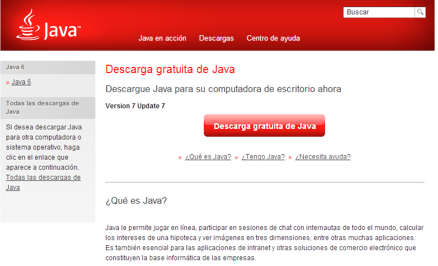 Buscar
Java™
Java en acción Descargas Centro de ayuda
Java 6
» Java 6
Todas las descargas de Java
Si desea descargar Java para otra computadora o sistema operativo, haga clic en el enlace que aparece a continuación.
Todas las descargas de Java
Descarga gratuita de Java
Descargue Java para su computadora de escritorio ahora
Version 7 Update 7
Descarga gratuita de Java
» ¿Qué es Java? » ¿Tengo Java? » ¿Necesita ayuda?
¿Qué es Java?
Java le permite jugar en línea, participar en sesiones de chat con internautas de todo el mundo, calcular
los intereses de una hipoteca y ver imágenes en tres dimensiones, entre otras muchas aplicaciones.
Es también esencial para las aplicaciones de intranet y otras soluciones de comercio electrónico que
constituyen la base informática de las empresas.